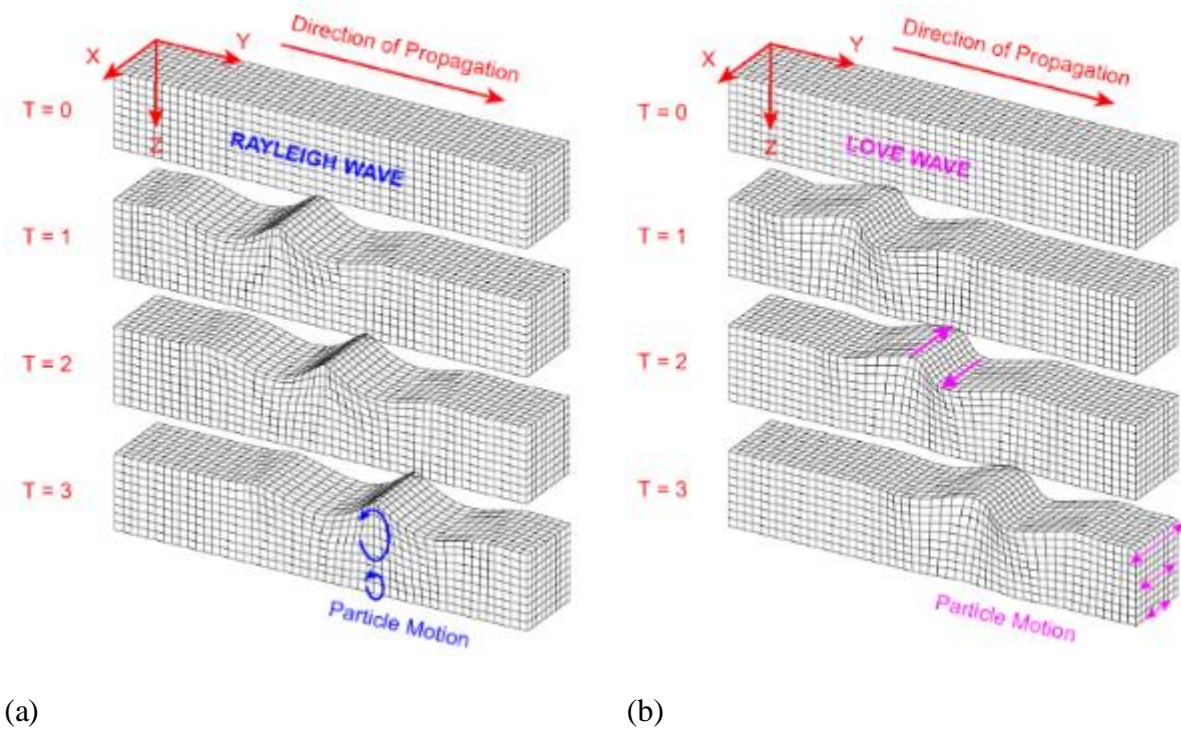 X
Y
Direction of Propagation
T = 0
Z
RAYLEIGH WAVE
T = 1
T = 2
T = 3
Particle Motion
(a)
X
Y
Direction of Propagation
T = 0
Z
LOVE WAVE
T = 1
T = 2
T = 3
Particle Motion
(b)